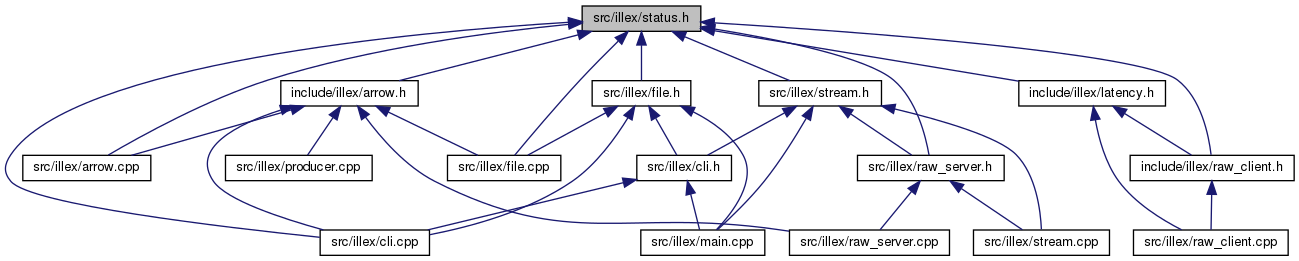 src/illex/status.h
include/illex/arrow.h
src/illex/file.h
src/illex/stream.h
include/illex/latency.h
src/illex/arrow.cpp
src/illex/producer.cpp
src/illex/file.cpp
src/illex/cli.h
src/illex/raw_server.h
include/illex/raw_client.h
src/illex/cli.cpp
src/illex/main.cpp
src/illex/raw_server.cpp
src/illex/stream.cpp
src/illex/raw_client.cpp